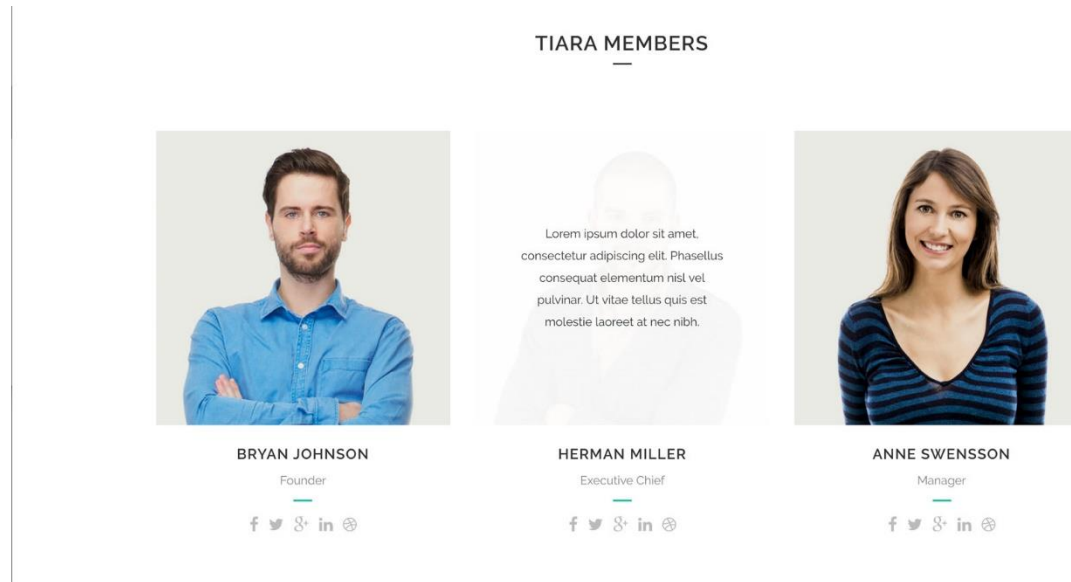 TIARA MEMBERS
Lorem ipsum dolor sit amet,
consectetur adipiscing elit. Phasellus
consequat elementum nisl vel
pulvinar. Ut vitae tellus quis est
molestie laoreet at nec nibh.
BRYAN JOHNSON
Founder
HERMAN MILLER
Executive Chief
ANNE SWENSSON
Manager